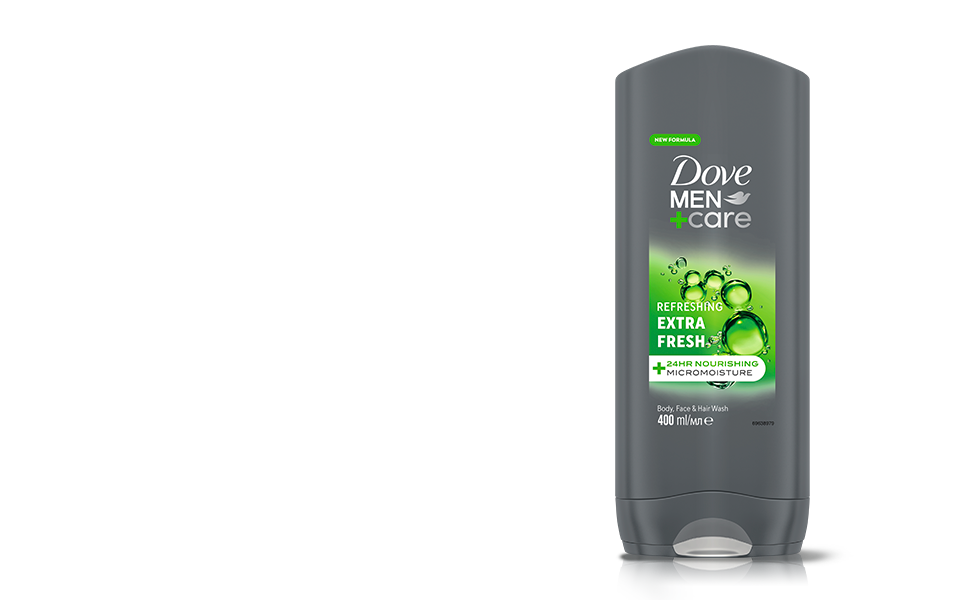 NEW FORMULA
Dove
MEN
+care
REFRESHING
EXTRA
FRESH
+ 24HR NOURISHING
MICROMOISTURE
Body, Face & Hair Wash
400 ml/мл ℮